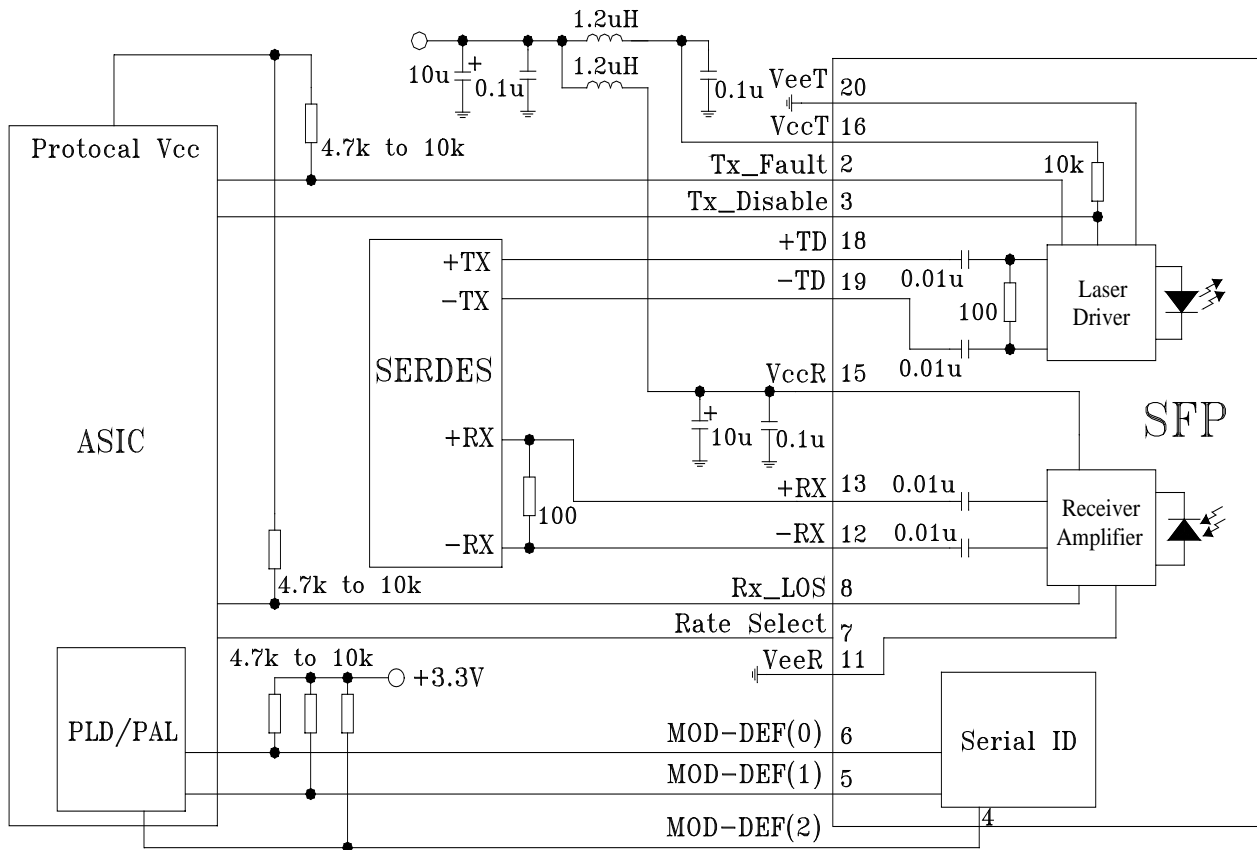 1.2uH
10u
+
0.1u
1.2uH
0.1u
VeeT 20
VccT 16
Protocal Vcc
4.7k to 10k
Tx_Fault 2
10k
Tx_Disable 3
+TD 18
+TX
0.01u
-TD 19
-TX
100
Laser
Driver
SERDES
0.01u
VccR 15
SFP
ASIC
+
10u
0.1u
+RX
+RX 13
0.01u
100
Receiver
Amplifier
-RX
-RX 12
0.01u
4.7k to 10k
Rx_LOS 8
Rate Select 7
4.7k to 10k
+3.3V
VeeR 11
PLD/PAL
MOD-DEF(0) 6
Serial ID
MOD-DEF(1) 5
MOD-DEF(2) 4